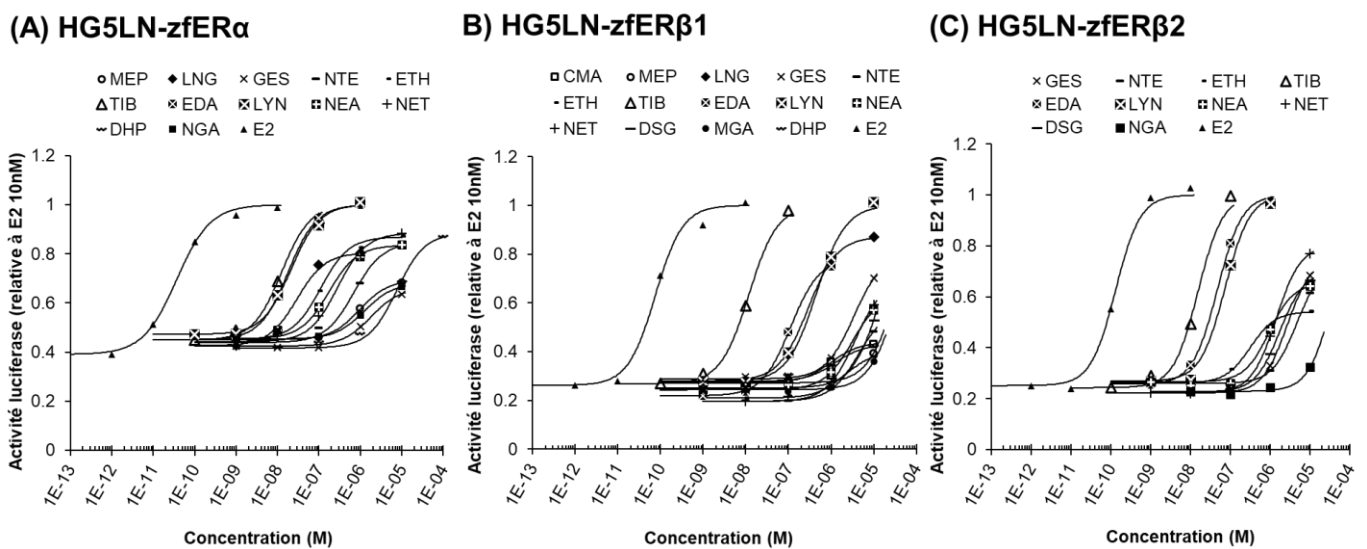 (A) HG5LN-zfERα
MEP LNG GES NTE ETH
TIB EDA LYN NEA NET
DHP NGA E2
Activité luciferase (relative à E2 10nM)
1.2
1
0.8
0.6
0.4
0.2
0
1E-13 1E-12 1E-11 1E-10 1E-09 1E-08 1E-07 1E-06 1E-05 1E-04
Concentration (M)
B) HG5LN-zfERβ1
CMA MEP LNG GES NTE
ETH TIB EDA LYN NEA
NET DSG MGA DHP E2
Activité luciferase (relative à E2 10nM)
1.2
1
0.8
0.6
0.4
0.2
0
1E-13 1E-12 1E-11 1E-10 1E-09 1E-08 1E-07 1E-06 1E-05 1E-04
Concentration (M)
(C) HG5LN-zfERβ2
GES NTE ETH TIB
EDA LYN NEA NET
DSG NGA E2
Activité luciferase (relative à E2 10nM)
1.2
1
0.8
0.6
0.4
0.2
0
1E-13 1E-12 1E-11 1E-10 1E-09 1E-08 1E-07 1E-06 1E-05 1E-04
Concentration (M)